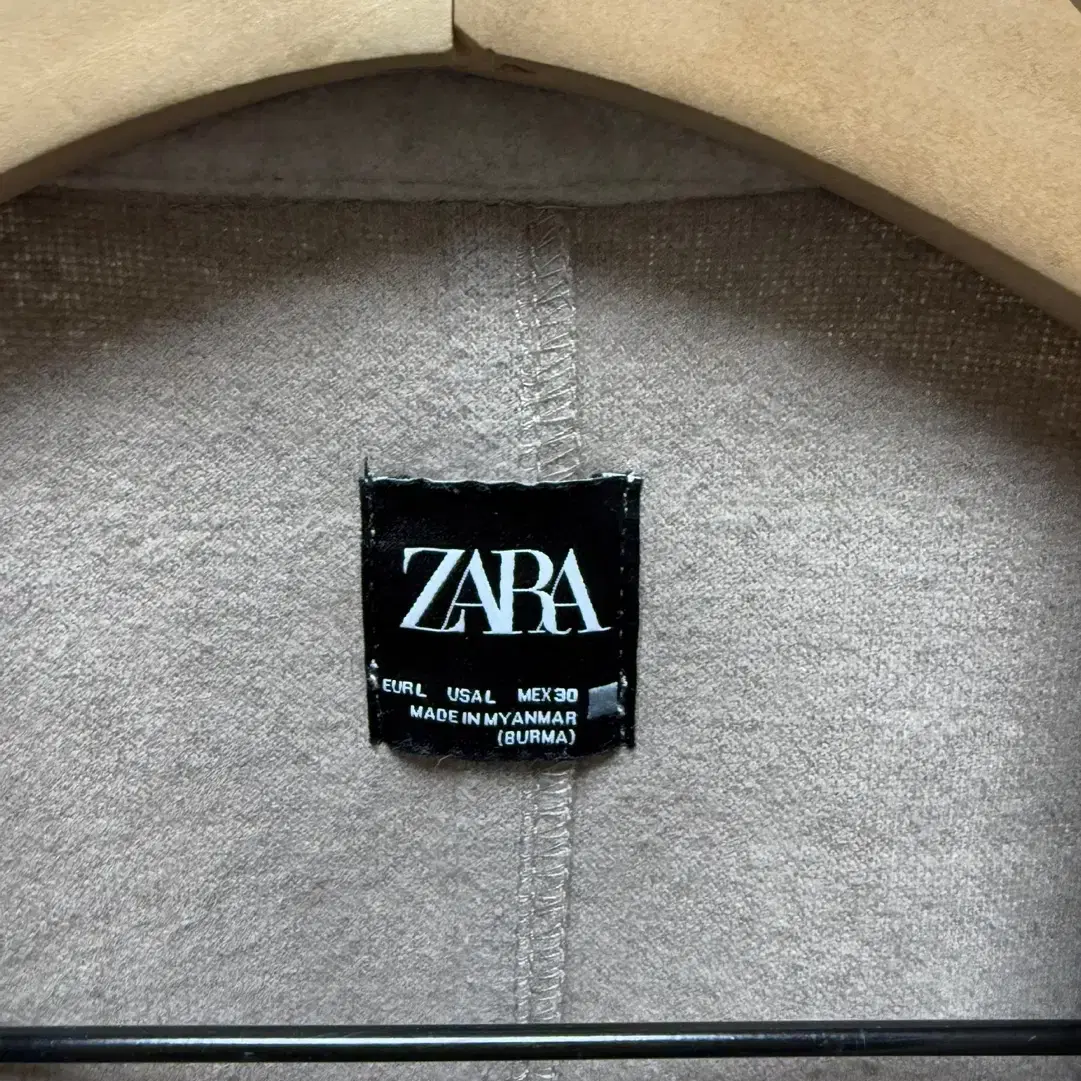 ZARA
EUR L USA L MEX 30
MADE IN MYANMAR
(BURMA)